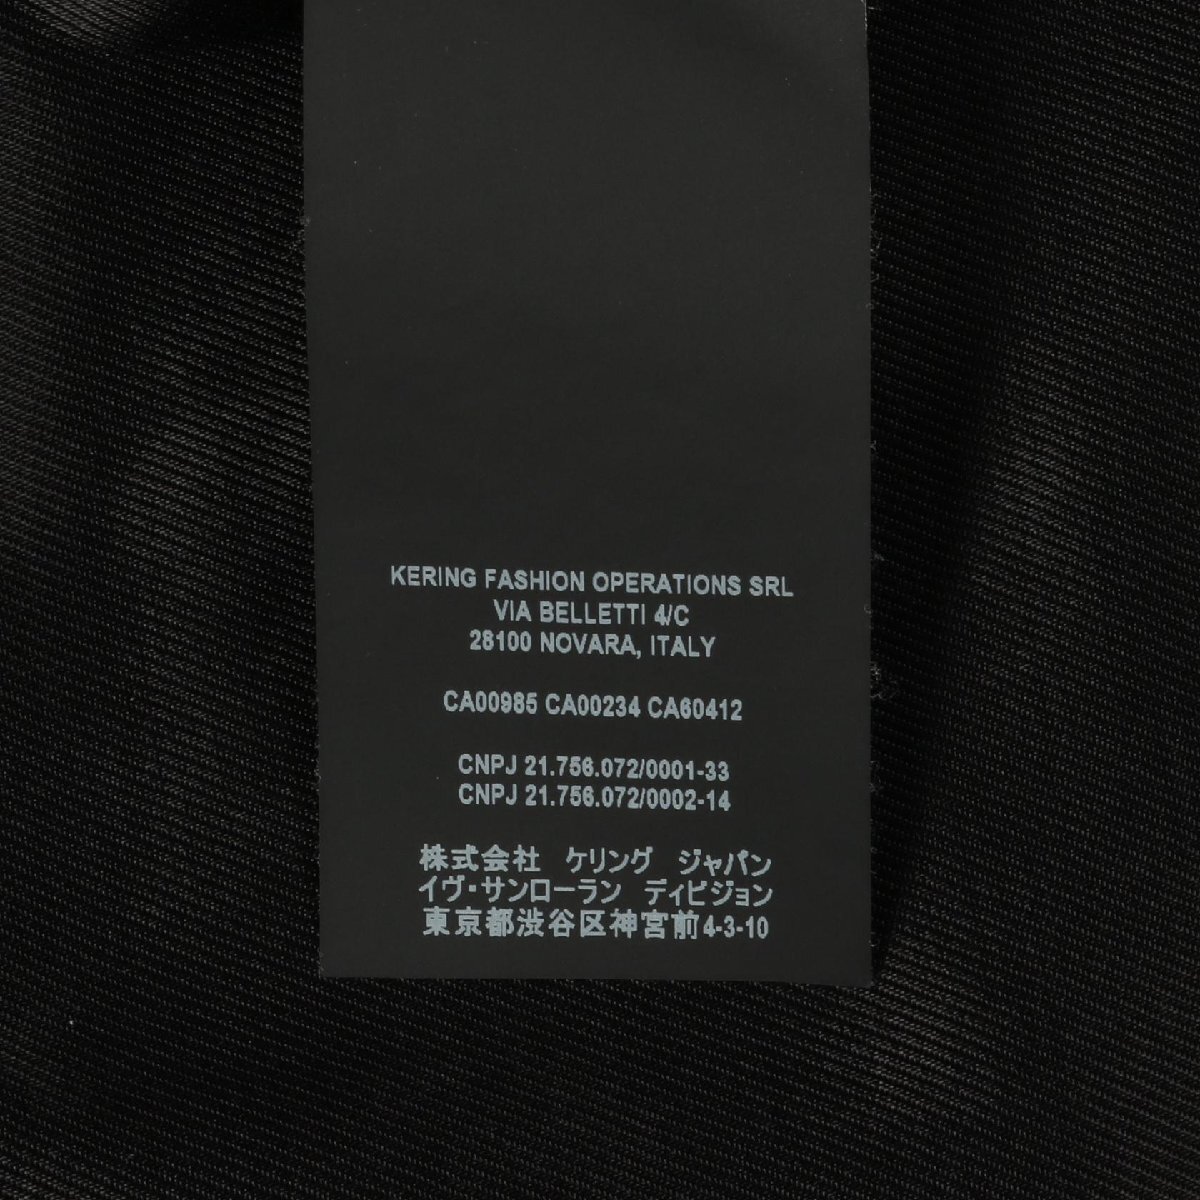 KERING FASHION OPERATIONS SRL
VIA BELLETTI 4/C
28100 NOVARA, ITALY
CA00985 CA00234 CA60412
CNPJ 21.756.072/0001-33
CNPJ 21.756.072/0002-14
株式会社 ケリング ジャパン
イヴ・サンローラン ディビジョン
東京都渋谷区神宮前4-3-10